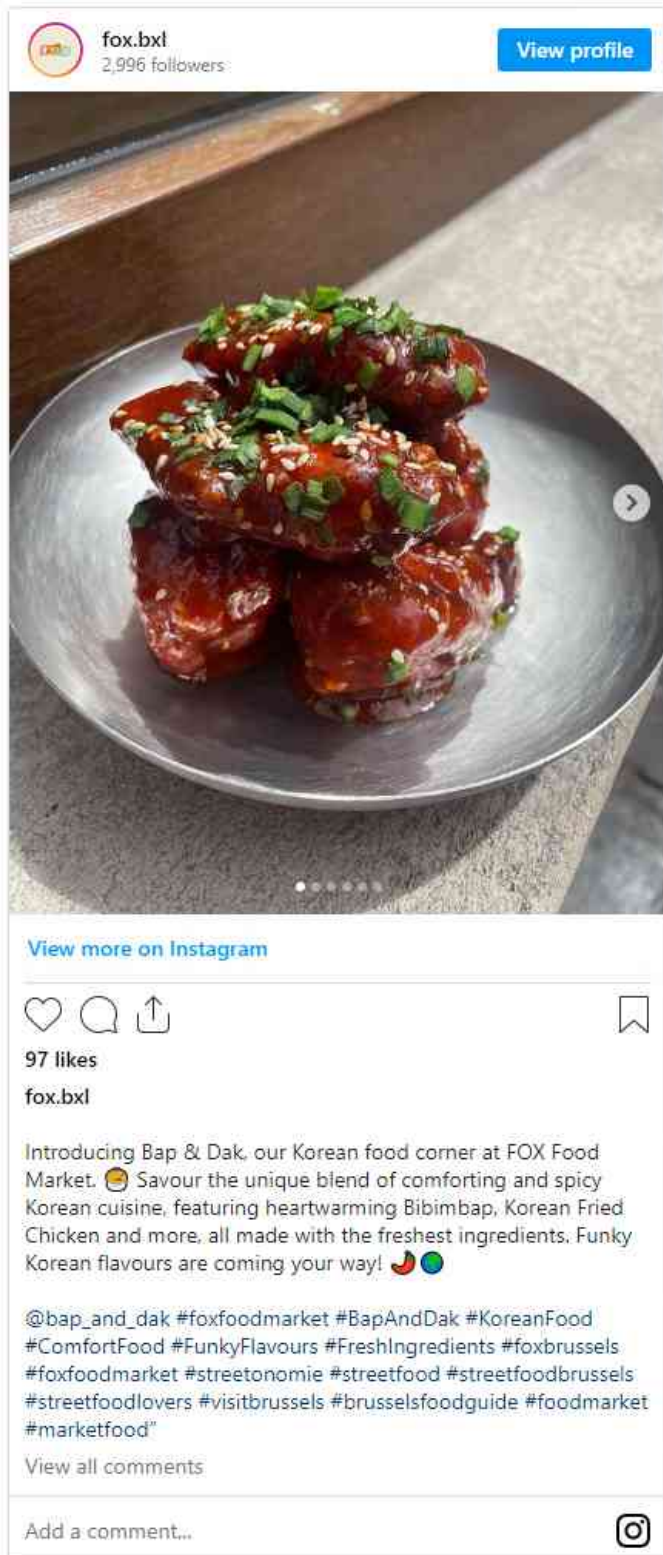 fox.bxl
2,996 followers
View profile
View more on Instagram
97 likes
fox.bxl
Introducing Bap & Dak, our Korean food corner at FOX Food
Market. 🍜 Savour the unique blend of comforting and spicy
Korean cuisine, featuring heartwarming Bibimbap, Korean Fried
Chicken and more, all made with the freshest ingredients. Funky
Korean flavours are coming your way! 🌶️🌍
@bap_and_dak #foxfoodmarket #BapAndDak #KoreanFood
#ComfortFood #FunkyFlavours #FreshIngredients #foxbrussels
#foxfoodmarket #streetonomie #streetfood #streetfoodbrussels
#streetfoodlovers #visitbrussels #brusselsfoodguide #foodmarket
#marketfood"
View all comments
Add a comment...